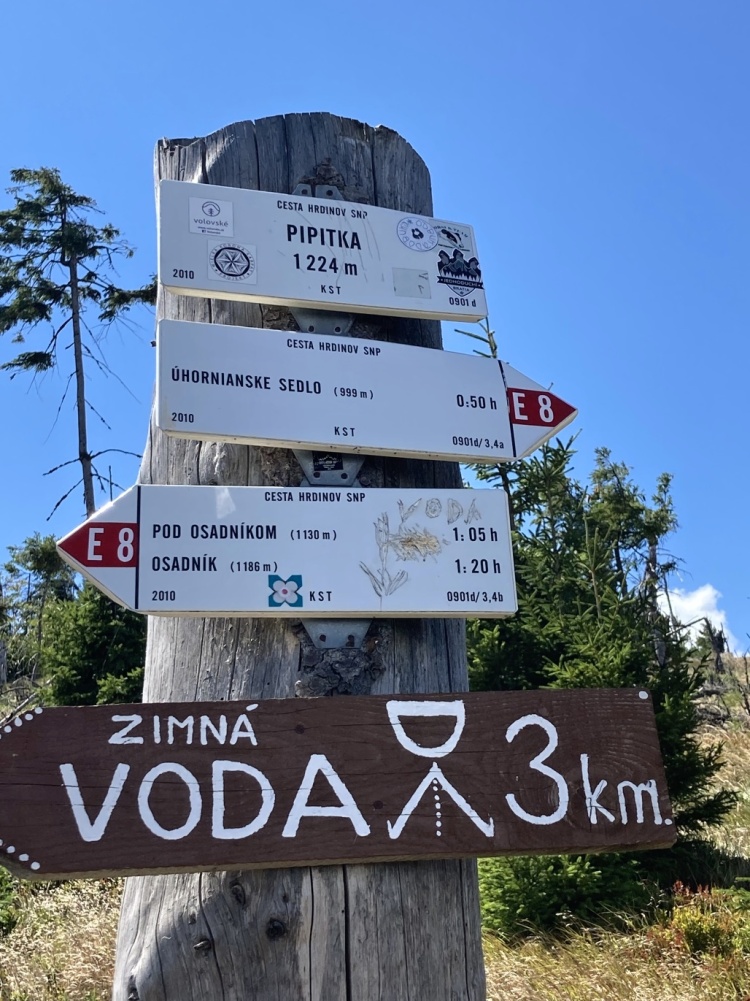 CESTA HRDINOV SNP
volovské
PIPITKA
1224 m
2010
KST
0901 d
CESTA HRDINOV SNP
ÚHORNIANSKE SEDLO (999 m) 0:50 h
E 8
2010
KST
0901d/3,4a
CESTA HRDINOV SNP
VODA
E 8
POD OSADNÍKOM (1130 m) 1:05 h
OSADNÍK (1186 m) 1:20 h
2010
KST
0901d/3,4b
ZIMNÁ
VODA 3 km.